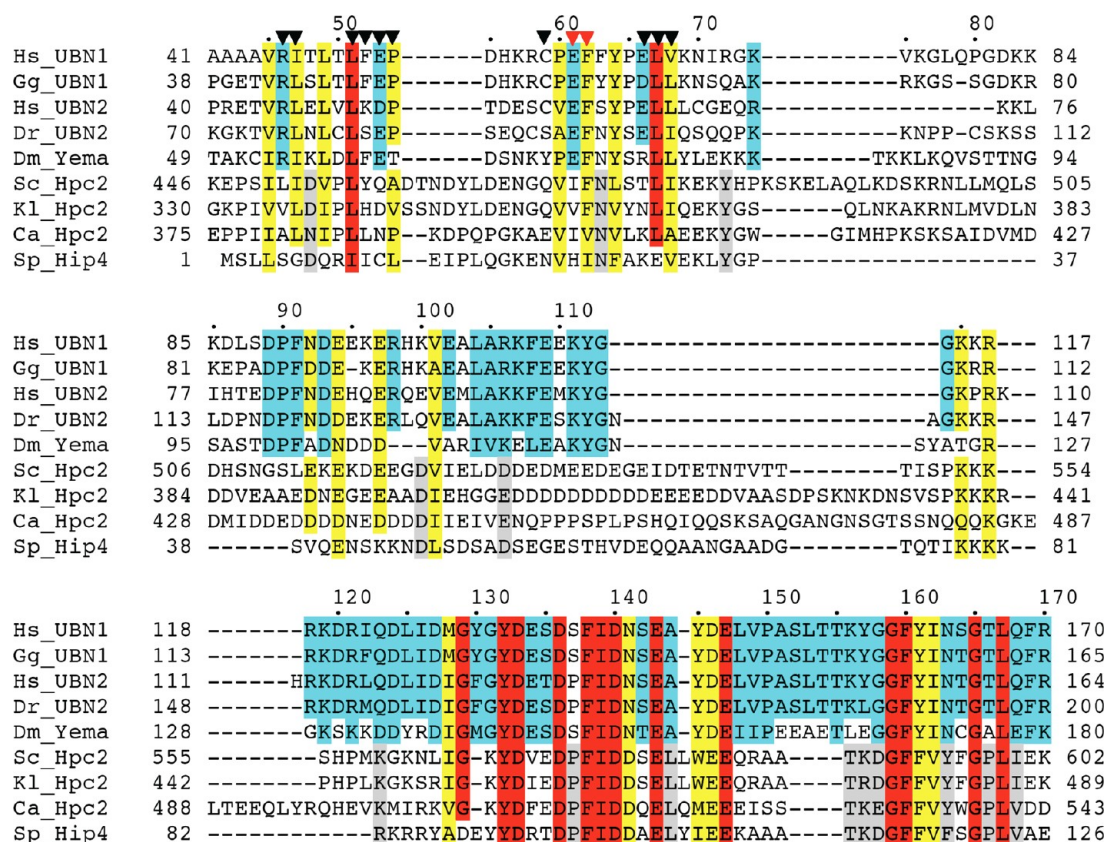 50 60 70 80
Hs_UBN1 41 AAAAVRITLTLFEP------DHKRCPEFFYPELVKNIRGK----------VKGLQPGDKK 84
Gg_UBN1 38 PGETVRLSLTLFEP------DHKRCPEFFYPDLLKNSQAK----------RKGS-SGDKR 80
Hs_UBN2 40 PRETVRLELVLKDP------TDESCVEFSYPELLLCGEQR-----------------KKL 76
Dr_UBN2 70 KGKTVRLNLCLSEP------SEQCSAEFNYSELIQSQQPK----------KNPP-CSKSS 112
Dm_Yema 49 TAKCIRIKLDLFET------DSNKYPEFNYSRLLYLEKKK--------TKKLKQVSTTNG 94
Sc_Hpc2 446 KEPSILIDVPLYQADTNDYLDENGQVIFNLSTLIKEKYHPKSKELAQLKDSKRNLLMQLS 505
Kl_Hpc2 330 GKPIVVLDIPLHDVSSNDYLDENGQVVFNVYNLIQEKYGS------QLNKAKRNLMVDLN 383
Ca_Hpc2 375 EPPIIALNIPLLNP--KDPQPGKAEVIVNVLKLAEEKYGW-----GIMHPKSKSAIDVMD 427
Sp_Hip4 1 MSLLSGDQRIICL--EIPLQGKENVHINFAKEVEKLYGP--------------------- 37
90 100 110
Hs_UBN1 85 KDLSDPFNDEEKERHKVEALARKFEEKYG------------------------GKKR-- 117
Gg_UBN1 81 KEPADPFNDDE-KERHKAEALARKFEEKYG------------------------GKRR-- 112
Hs_UBN2 77 IHTEDPFNDEHQERQEVEMLAKKFEMKYG------------------------GKPRK- 110
Dr_UBN2 113 LDPNDPFNDDEKERLQVEALAKKFESKYGN----------------------AGKKR-- 147
Dm_Yema 95 SASTDPFADNDDD---VARIVKELEAKYGN---------------------SYATGR-- 127
Sc_Hpc2 506 DHSNGSLEKEKDEEGDVIELDDDEDMEEDEGEIDTETNTVTT---------TISPKKK-- 554
Kl_Hpc2 384 DDVEAAEDNEGEEAADIEHGGEDDDDDDDDDDEEEEDDVAASDPSKNKDNSVSPKKKR-- 441
Ca_Hpc2 428 DMIDDEDDDDNEDDDDIIEIVENQPPPSPLPSHQIQQSKSAQGANGNSGTSSNQQQKGKE 487
Sp_Hip4 38 ------SVQENSKKNDLSDSADSEGESTHVDEQQAANGAADG--------TQTIKKKK-- 81
120 130 140 150 160 170
Hs_UBN1 118 -------RKDRIQDLIDMGYGYDESDSFIDNSEA-YDELVPASLTTKYGGFYINSGTLQFR 170
Gg_UBN1 113 -------RKDRFQDLIDMGYGYDESDSFIDNSEA-YDELVPASLTTKYGGFYINTGTLQFR 165
Hs_UBN2 111 ------HRKDRLQDLIDIGFGYDETDPFIDNSEA-YDELVPASLTTKYGGFYINTGTLQFR 164
Dr_UBN2 148 -------RKDRMQDLIDIGFGYDESDPFIDNSEA-YDELVPASLTTKLGGFYINTGTLQFR 200
Dm_Yema 128 -------GKSKKDDYRDIGMGYDESDSFIDNTEA-YDEIIPEEAETLEGGFYINCGALEFK 180
Sc_Hpc2 555 --------SHPMKGKNLIG-KYDVEDPFIDDSELLWEEQRAA----TKDGFFVYFGPLIEK 602
Kl_Hpc2 442 --------PHPLKGKSRIG-KYDIEDPFIDDSELLWEEQRAA----TRDGFFVYFGPLIEK 489
Ca_Hpc2 488 LTEEQLYRQHEVKMIRKVG-KYDFEDPFIDDQELQMEEEISS----TKEGFFVYWGPLVDD 543
Sp_Hip4 82 ------------RKRRYADEYYDRTDPFIDDAELYIEEKAAA----TKDGFFVFSGPLVAE 126